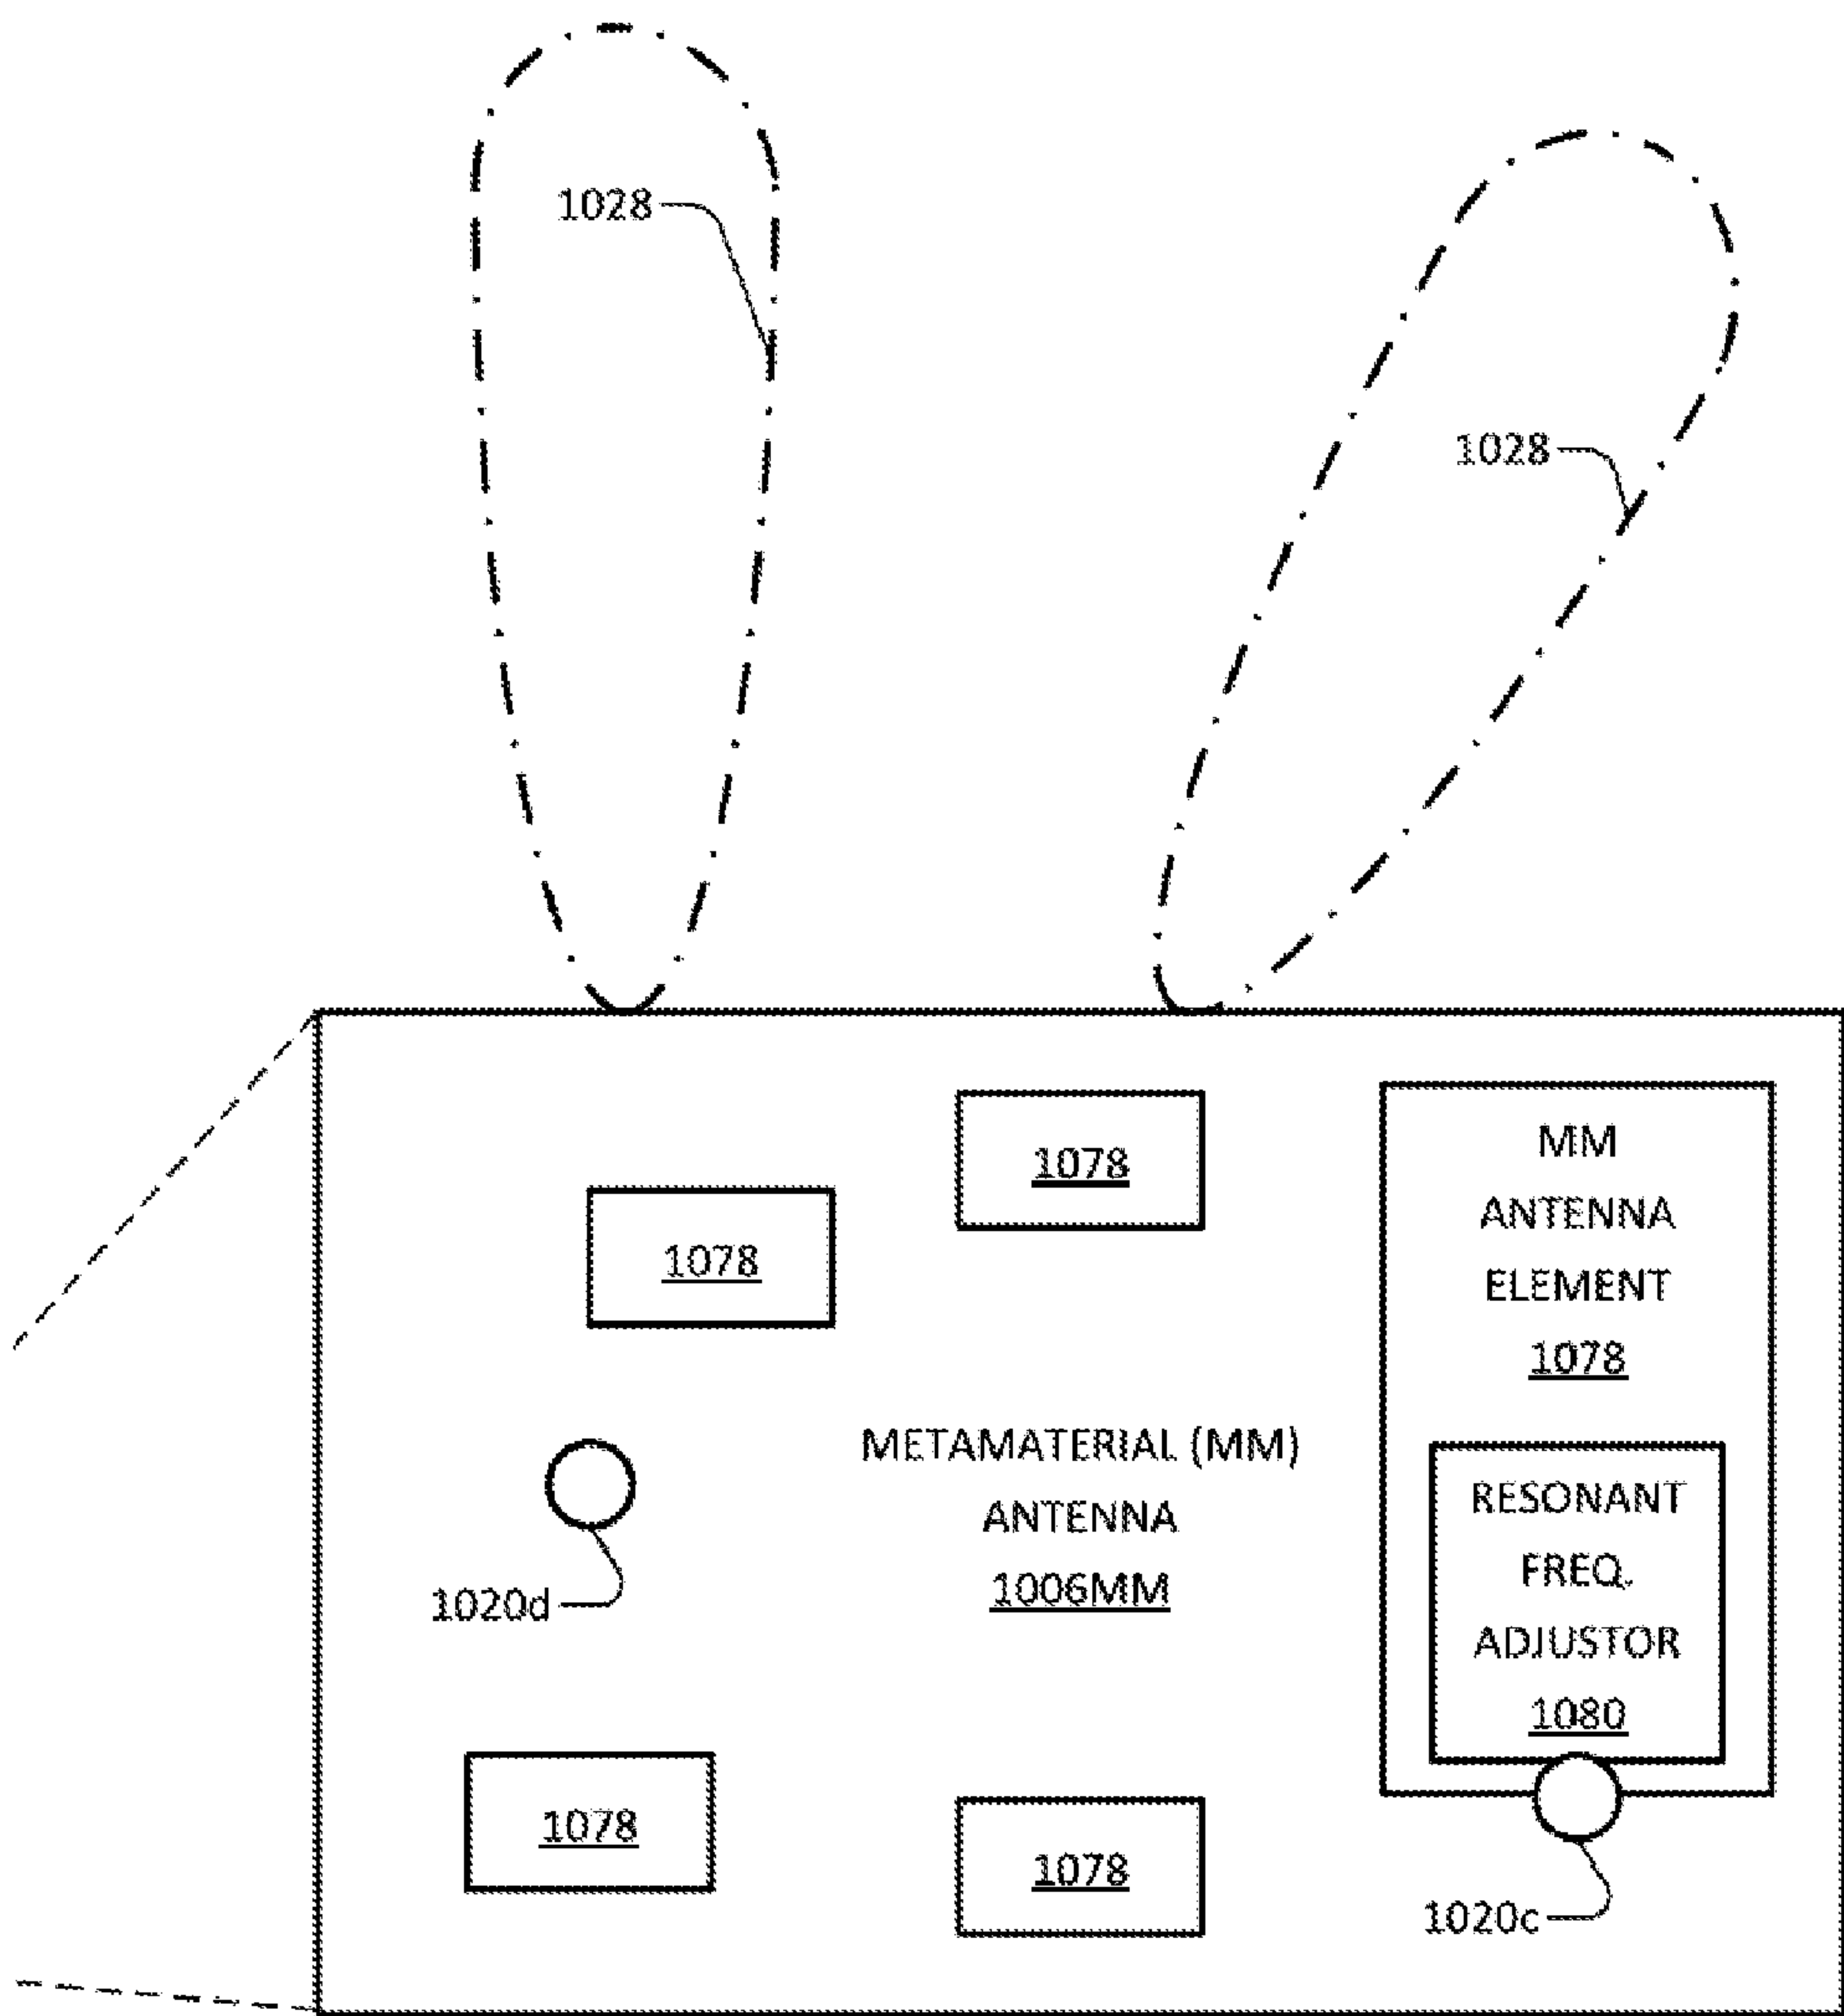 1028
1028
1078
1078
MM
ANTENNA
ELEMENT
1078
METAMATERIAL (MM)
ANTENNA
1006MM
RESONANT
FREQ.
ADJUSTOR
1080
1020d
1078
1078
1020c